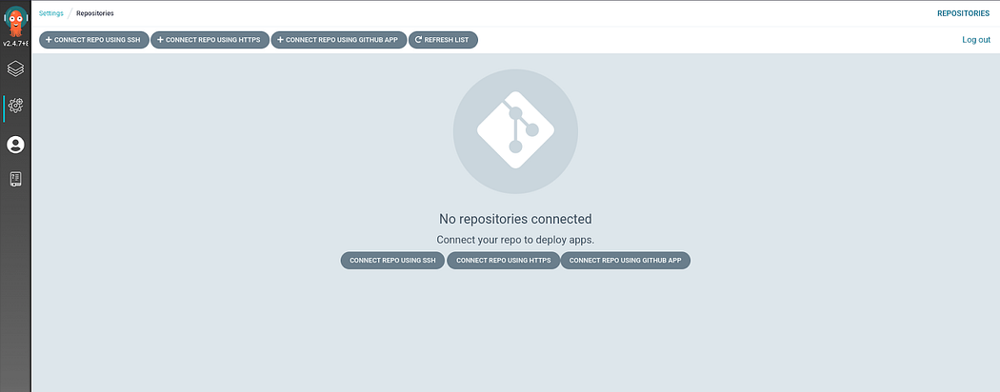 Settings / Repositories
REPOSITORIES
v2.4.7+
+ CONNECT REPO USING SSH + CONNECT REPO USING HTTPS + CONNECT REPO USING GITHUB APP REFRESH LIST
Log out
No repositories connected
Connect your repo to deploy apps.
CONNECT REPO USING SSH CONNECT REPO USING HTTPS CONNECT REPO USING GITHUB APP